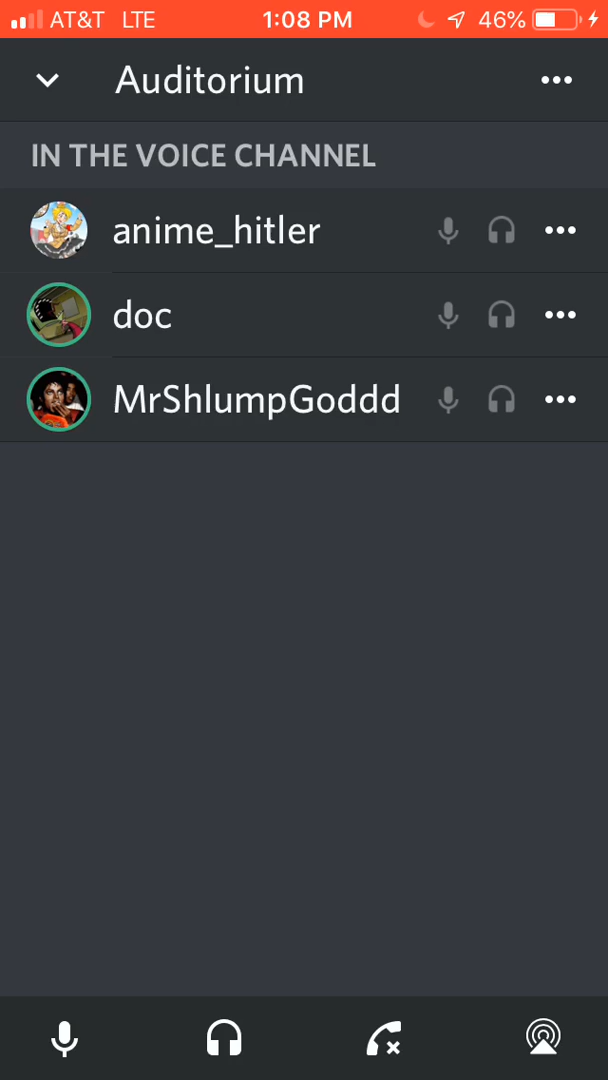 AT&T LTE 1:08 PM 46%
Auditorium
IN THE VOICE CHANNEL
anime_hitler
doc
MrShlumpGoddd